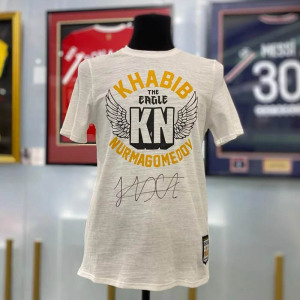 KHABIB
THE
EAGLE
KN
NURMAGOMEDOV
MESSI
30